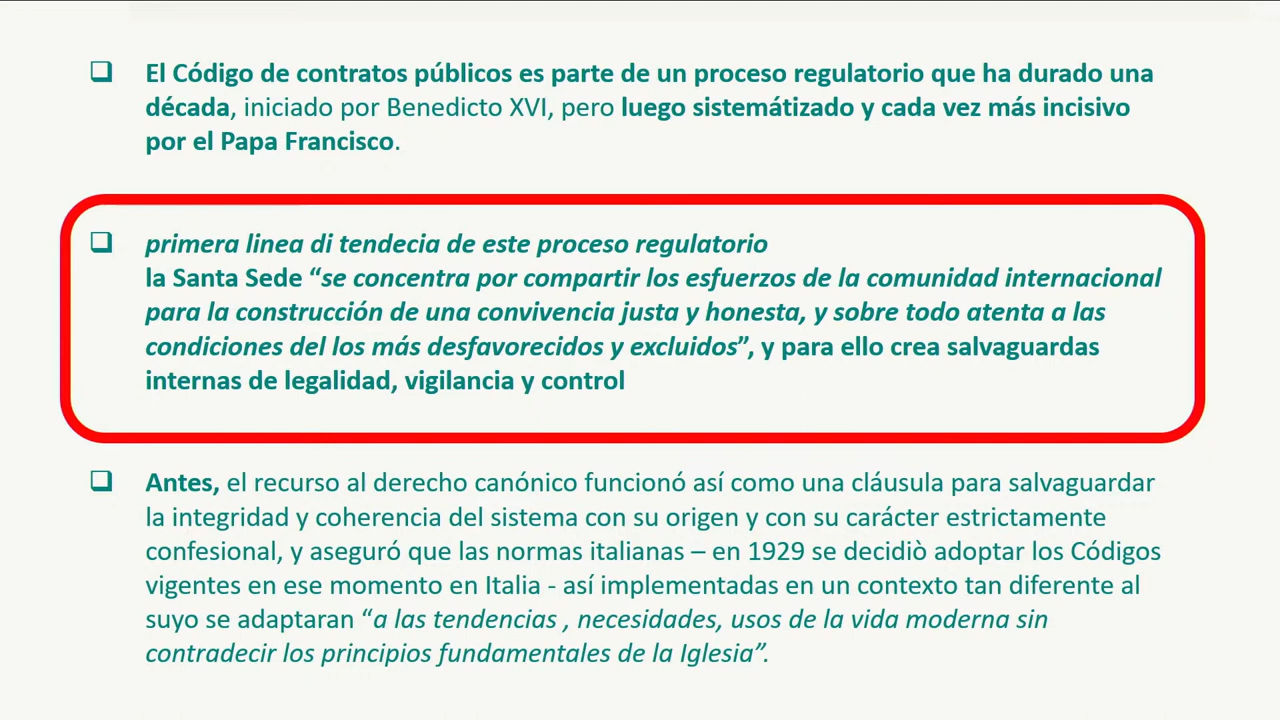 El Código de contratos públicos es parte de un proceso regulatorio que ha durado una
década, iniciado por Benedicto XVI, pero luego sistemátizado y cada vez más incisivo
por el Papa Francisco.
primera linea di tendecia de este proceso regulatorio
la Santa Sede “se concentra por compartir los esfuerzos de la comunidad internacional
para la construcción de una convivencia justa y honesta, y sobre todo atenta a las
condiciones del los más desfavorecidos y excluidos”, y para ello crea salvaguardas
internas de legalidad, vigilancia y control
Antes, el recurso al derecho canónico funcionó así como una cláusula para salvaguardar
la integridad y coherencia del sistema con su origen y con su carácter estrictamente
confesional, y aseguró que las normas italianas – en 1929 se decidiò adoptar los Códigos
vigentes en ese momento en Italia - así implementadas en un contexto tan diferente al
suyo se adaptaran “a las tendencias , necesidades, usos de la vida moderna sin
contradecir los principios fundamentales de la Iglesia”.